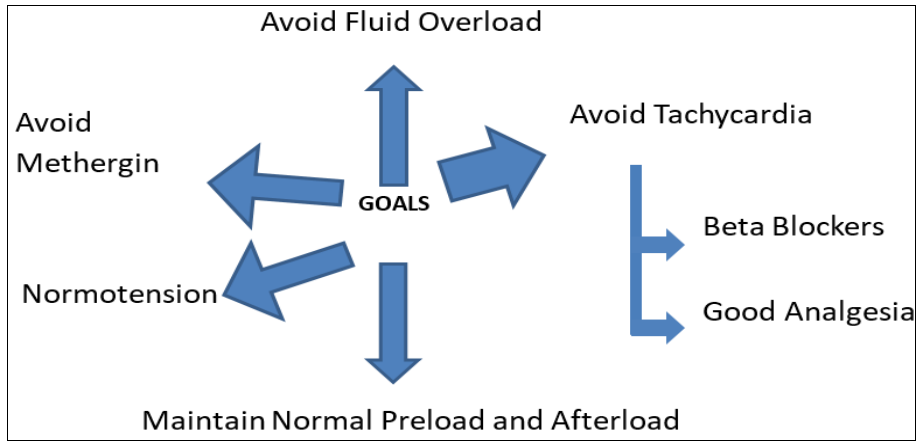 Avoid Fluid Overload
Avoid
Methergin
Avoid Tachycardia
GOALS
Beta Blockers
Normotension
Good Analgesia
Maintain Normal Preload and Afterload